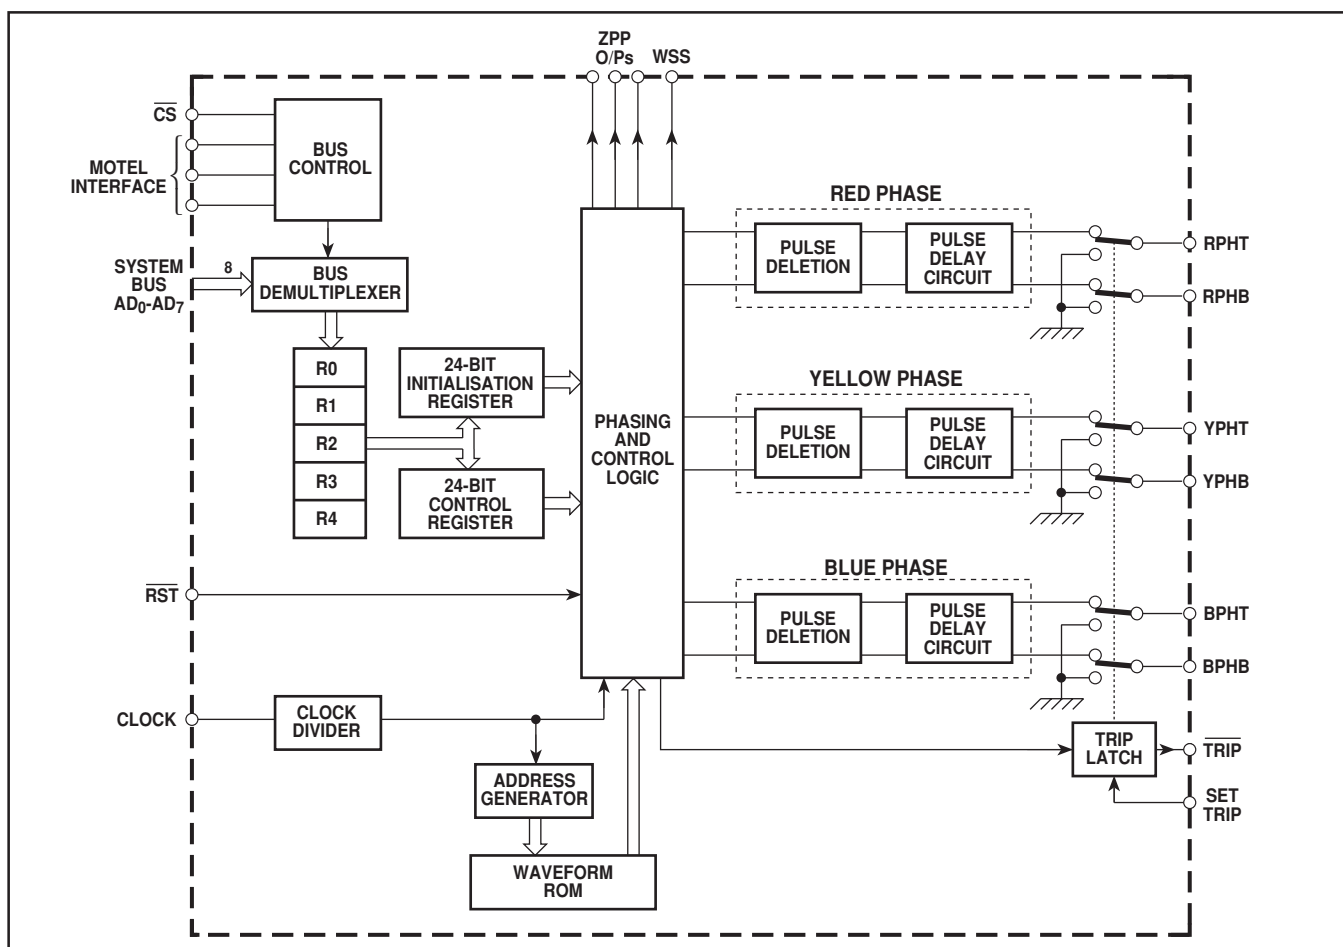 ZPP
O/Ps
WSS
CS
MOTEL
INTERFACE
BUS
CONTROL
SYSTEM
BUS
AD0-AD7
8
BUS
DEMULTIPLEXER
R0
R1
R2
R3
R4
24-BIT
INITIALISATION
REGISTER
24-BIT
CONTROL
REGISTER
PHASING
AND
CONTROL
LOGIC
RED PHASE
PULSE
DELETION
PULSE
DELAY
CIRCUIT
RPHT
RPHB
YELLOW PHASE
PULSE
DELETION
PULSE
DELAY
CIRCUIT
YPHT
YPHB
BLUE PHASE
PULSE
DELETION
PULSE
DELAY
CIRCUIT
BPHT
BPHB
RST
CLOCK
CLOCK
DIVIDER
ADDRESS
GENERATOR
WAVEFORM
ROM
TRIP
LATCH
TRIP
SET
TRIP